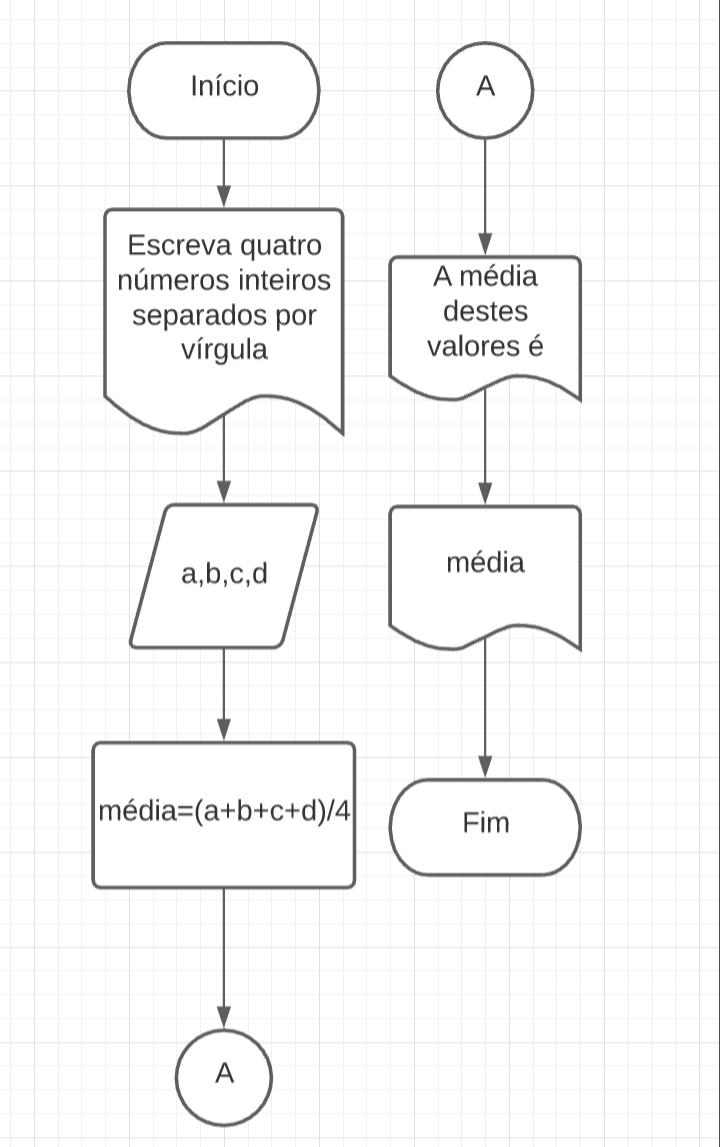 Início
Escreva quatro
números inteiros
separados por
vírgula
a,b,c,d
média=(a+b+c+d)/4
A
A
A média
destes
valores é
média
Fim